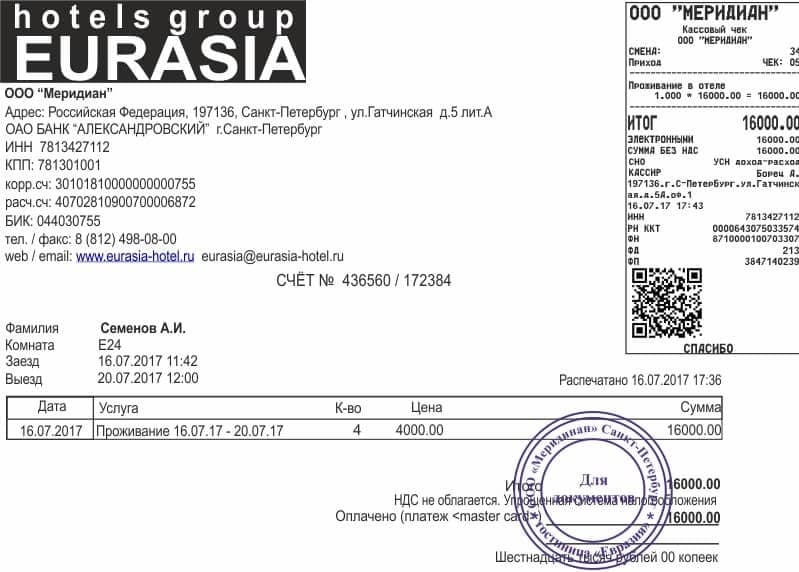 hotels group
EURASIA
ООО “Меридиан”
Адрес: Российская Федерация, 197136, Санкт-Петербург , ул.Гатчинская д.5 лит.А
ОАО БАНК “АЛЕКСАНДРОВСКИЙ” г.Санкт-Петербург
ИНН 7813427112
КПП: 781301001
корр.сч: 30101810000000000755
расч.сч: 40702810900700006872
БИК: 044030755
тел. / факс: 8 (812) 498-08-00
web / email: www.eurasia-hotel.ru eurasia@eurasia-hotel.ru
СЧЁТ № 436560 / 172384
ООО "МЕРИДИАН"
Кассовый чек
ООО "МЕРИДИАН"
СМЕНА: 34
Приход ЧЕК: 05
Проживание в отеле
1.000 * 16000.00 = 16000.00
ИТОГ 16000.00
ЭЛЕКТРОННЫМИ 16000.00
СУММА БЕЗ НДС 16000.00
СНО УСН доход-расход
КАССИР Борец А.
197136.г.С-Петербург.ул.Гатчинск
ая.д.5А.оф.1
16.07.17 17:43
ИНН 7813427112
РН ККТ 0000643075033574
ФН 8710000100703307
ФД 213
ФП 3847140239
СПАСИБО
Фамилия Семенов А.И.
Комната Е24
Заезд 16.07.2017 11:42
Выезд 20.07.2017 12:00
Распечатано 16.07.2017 17:36
Дата Услуга К-во Цена Сумма
16.07.2017 Проживание 16.07.17 - 20.07.17 4 4000.00 16000.00
Итого 16000.00
НДС не облагается. Упрощенная система налогообложения
Оплачено (платеж <master card>) 16000.00
Шестнадцать тысяч рублей 00 копеек
ООО «Меридинан» Санкт-Петербург
Для
документов
* гостиница «Евразия» *